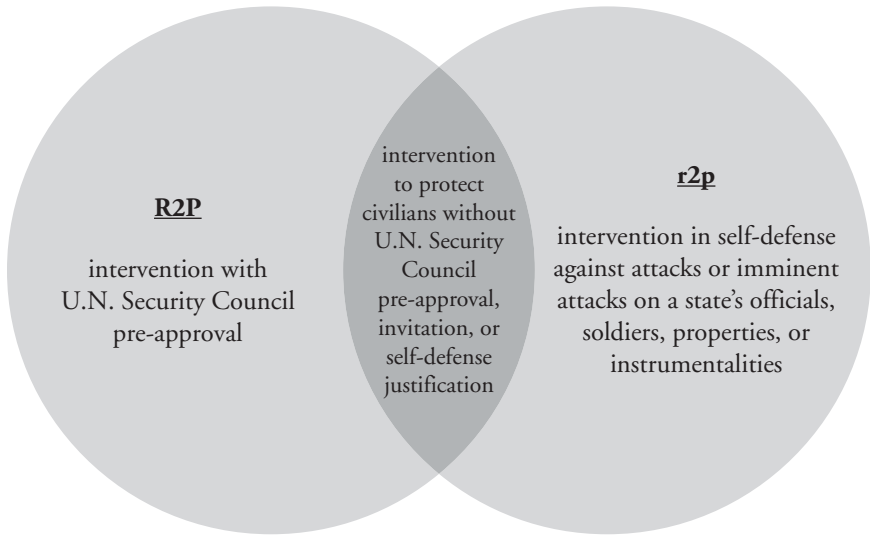 R2P
intervention with
U.N. Security Council
pre-approval
intervention
to protect
civilians without
U.N. Security
Council
pre-approval,
invitation, or
self-defense
justification
r2p
intervention in self-defense
against attacks or imminent
attacks on a state’s officials,
soldiers, properties, or
instrumentalities